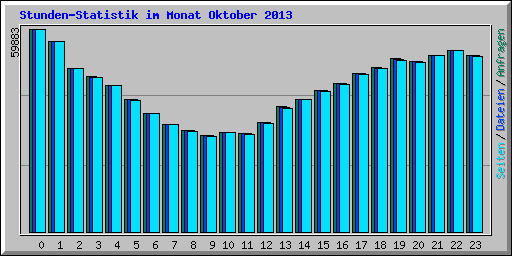 Stunden-Statistik im Monat Oktober 2013
59883
Seiten/Dateien/Anfragen
0 1 2 3 4 5 6 7 8 9 10 11 12 13 14 15 16 17 18 19 20 21 22 23